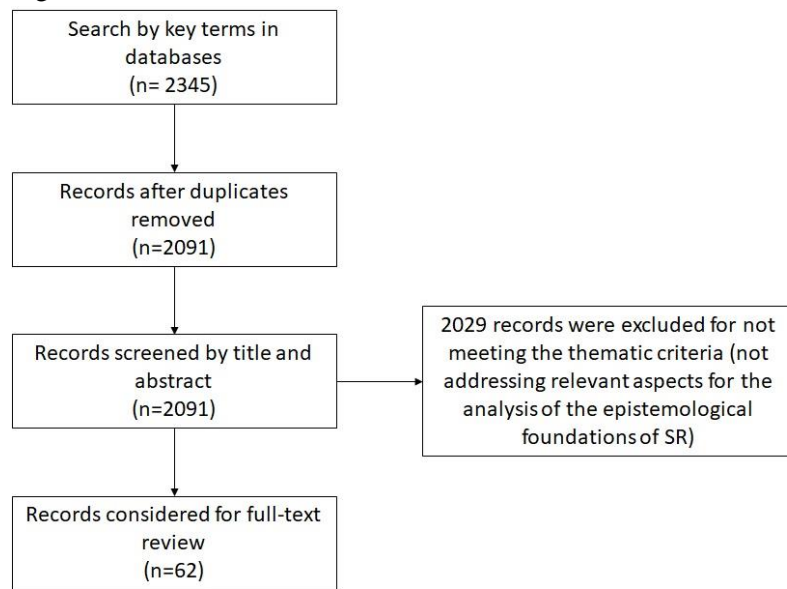 Search by key terms in
databases
(n= 2345)
Records after duplicates
removed
(n=2091)
Records screened by title and
abstract
(n=2091)
2029 records were excluded for not
meeting the thematic criteria (not
addressing relevant aspects for the
analysis of the epistemological
foundations of SR)
Records considered for full-text
review
(n=62)